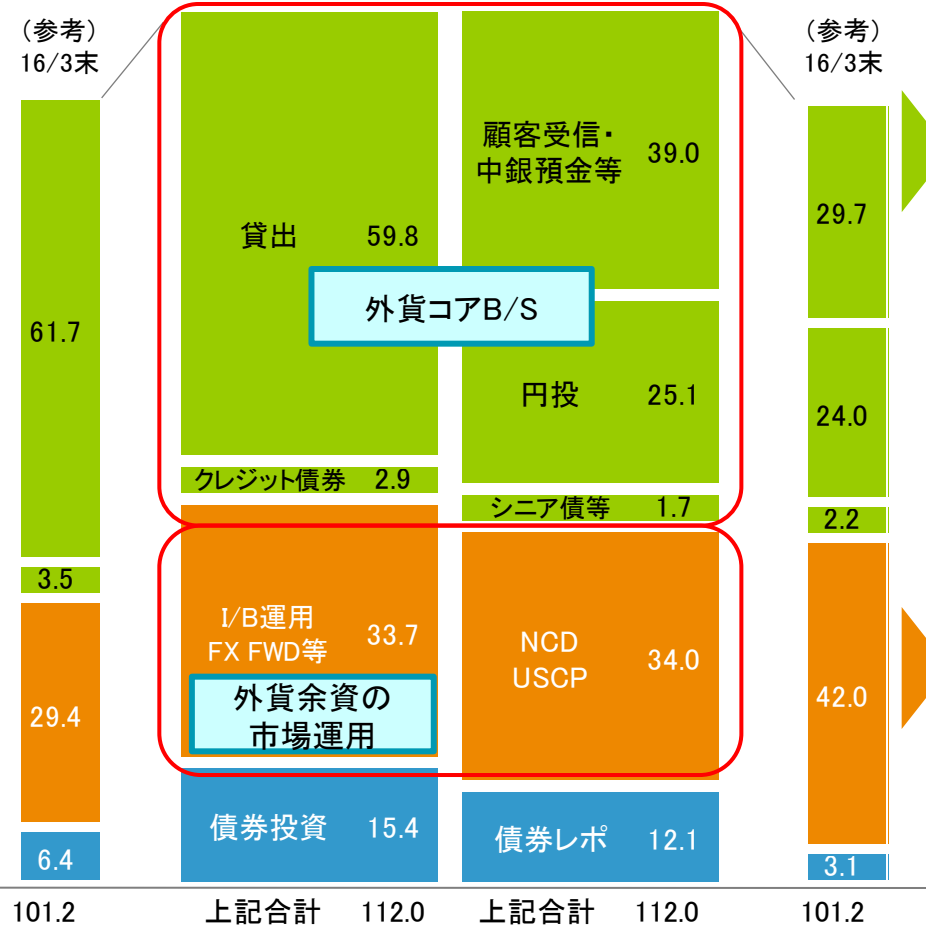 (参考)
16/3末
61.7
3.5
29.4
6.4
101.2
貸出 59.8
クレジット債券 2.9
I/B運用
FX FWD等
33.7
債券投資 15.4
上記合計 112.0
外貨コアB/S
外貨余資の
市場運用
顧客受信・
中銀預金等
39.0
円投 25.1
シニア債等 1.7
NCD
USCP
34.0
債券レポ 12.1
上記合計 112.0
(参考)
16/3末
29.7
24.0
2.2
42.0
3.1
101.2